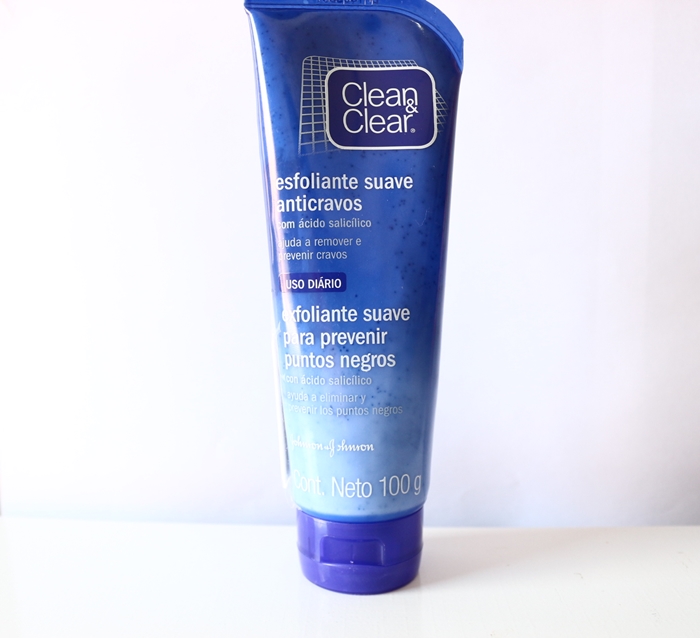 Clean
&
Clear®
esfoliante suave
anticravos
com ácido salicílico
ajuda a remover e
prevenir cravos
USO DIÁRIO
exfoliante suave
para prevenir
puntos negros
con ácido salicílico
ayuda a eliminar y
prevenir los puntos negros
Johnson & Johnson
Cont. Neto 100 g